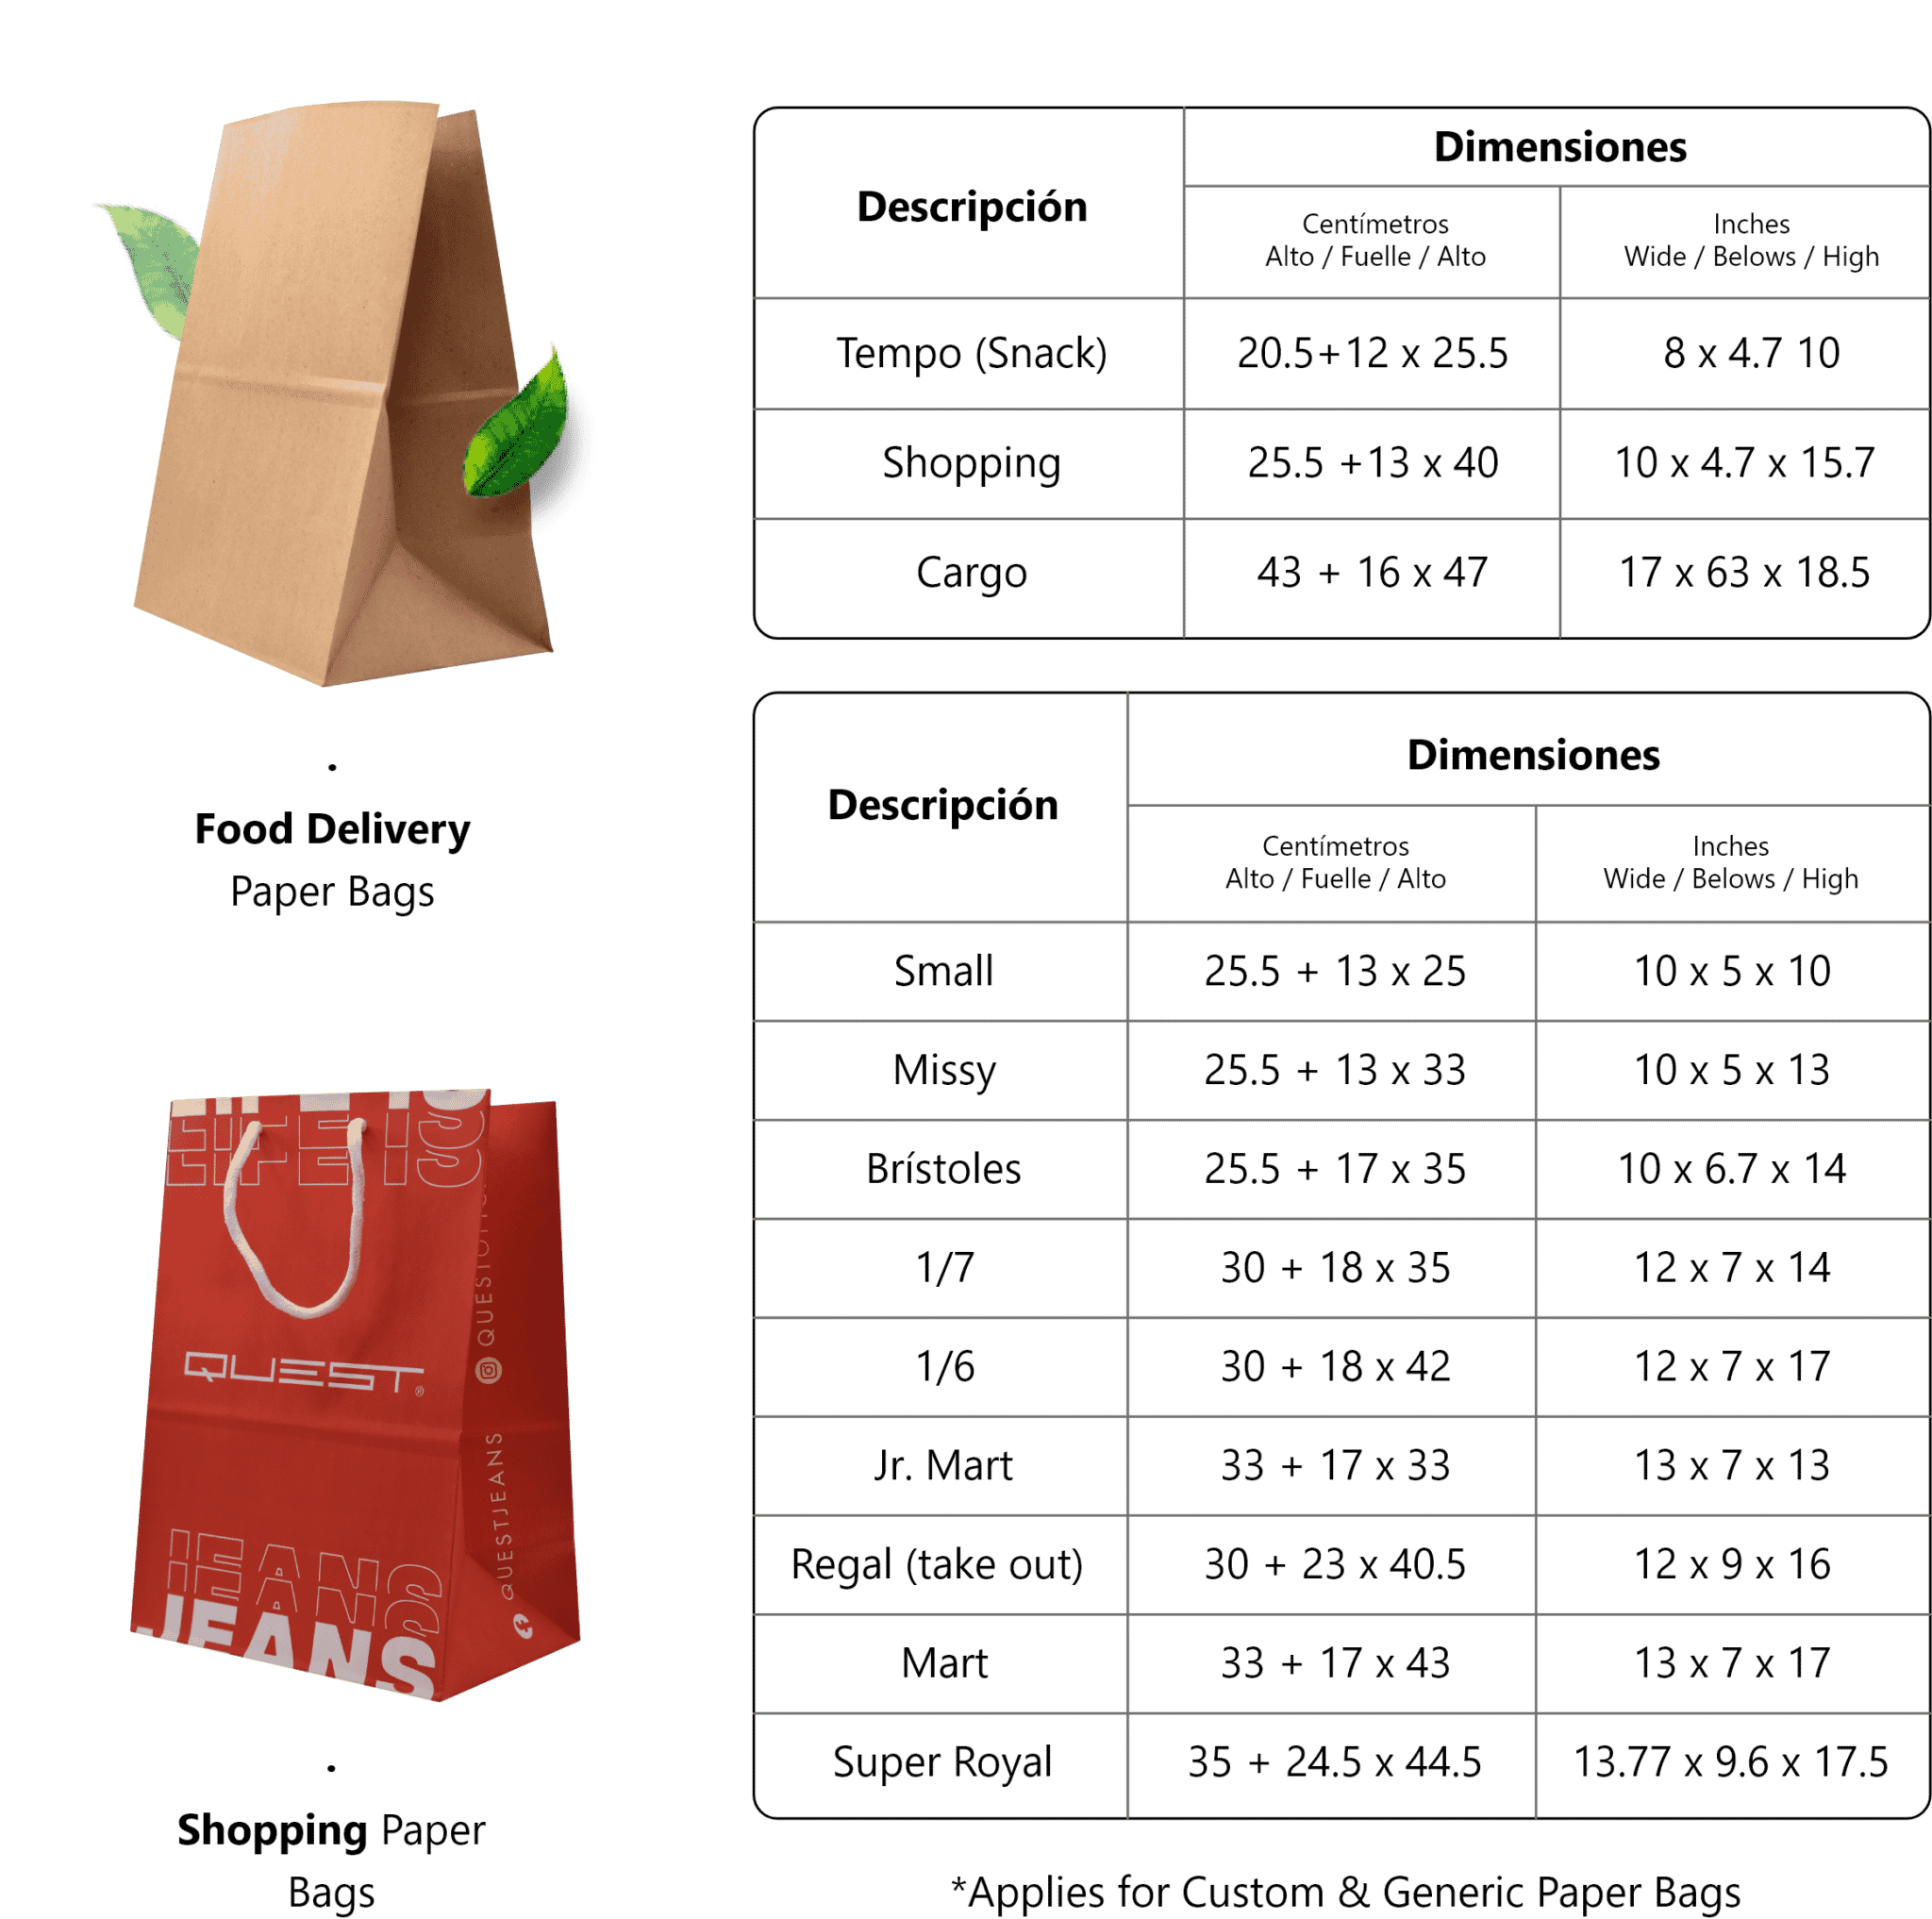 Descripción
Dimensiones
Centímetros
Alto / Fuelle / Alto
Inches
Wide / Belows / High
Tempo (Snack) 20.5+12 x 25.5 8 x 4.7 10
Shopping 25.5 +13 x 40 10 x 4.7 x 15.7
Cargo 43 + 16 x 47 17 x 63 x 18.5
.
Food Delivery
Paper Bags
Descripción
Dimensiones
Centímetros
Alto / Fuelle / Alto
Inches
Wide / Belows / High
Small 25.5 + 13 x 25 10 x 5 x 10
Missy 25.5 + 13 x 33 10 x 5 x 13
Brístoles 25.5 + 17 x 35 10 x 6.7 x 14
1/7 30 + 18 x 35 12 x 7 x 14
1/6 30 + 18 x 42 12 x 7 x 17
Jr. Mart 33 + 17 x 33 13 x 7 x 13
Regal (take out) 30 + 23 x 40.5 12 x 9 x 16
Mart 33 + 17 x 43 13 x 7 x 17
Super Royal 35 + 24.5 x 44.5 13.77 x 9.6 x 17.5
LIFE IS
LIFE IS
LIFE IS
QUEST®
JEANS
JEANS
JEANS
QUESTJEANS
.
Shopping Paper
Bags
*Applies for Custom & Generic Paper Bags